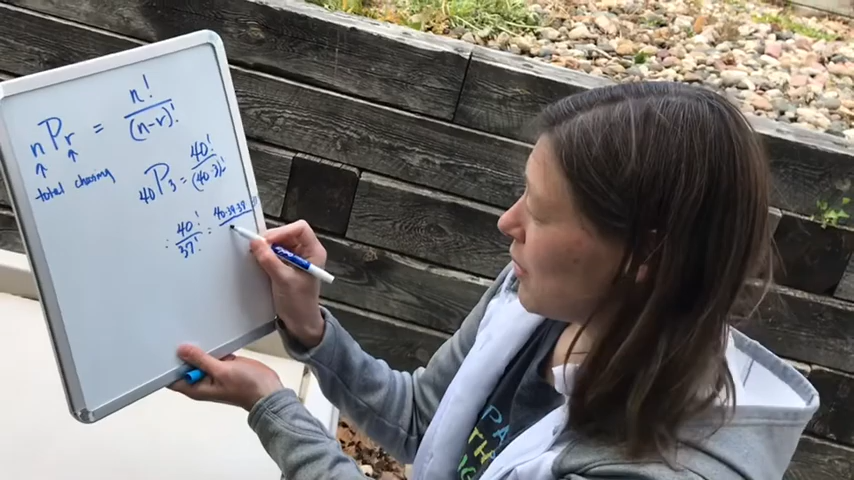 nPr = n! / (n-r)!
↑ ↑
total choosing
40P3 = 40! / (40-3)!
: 40! / 37! = 40·39·38